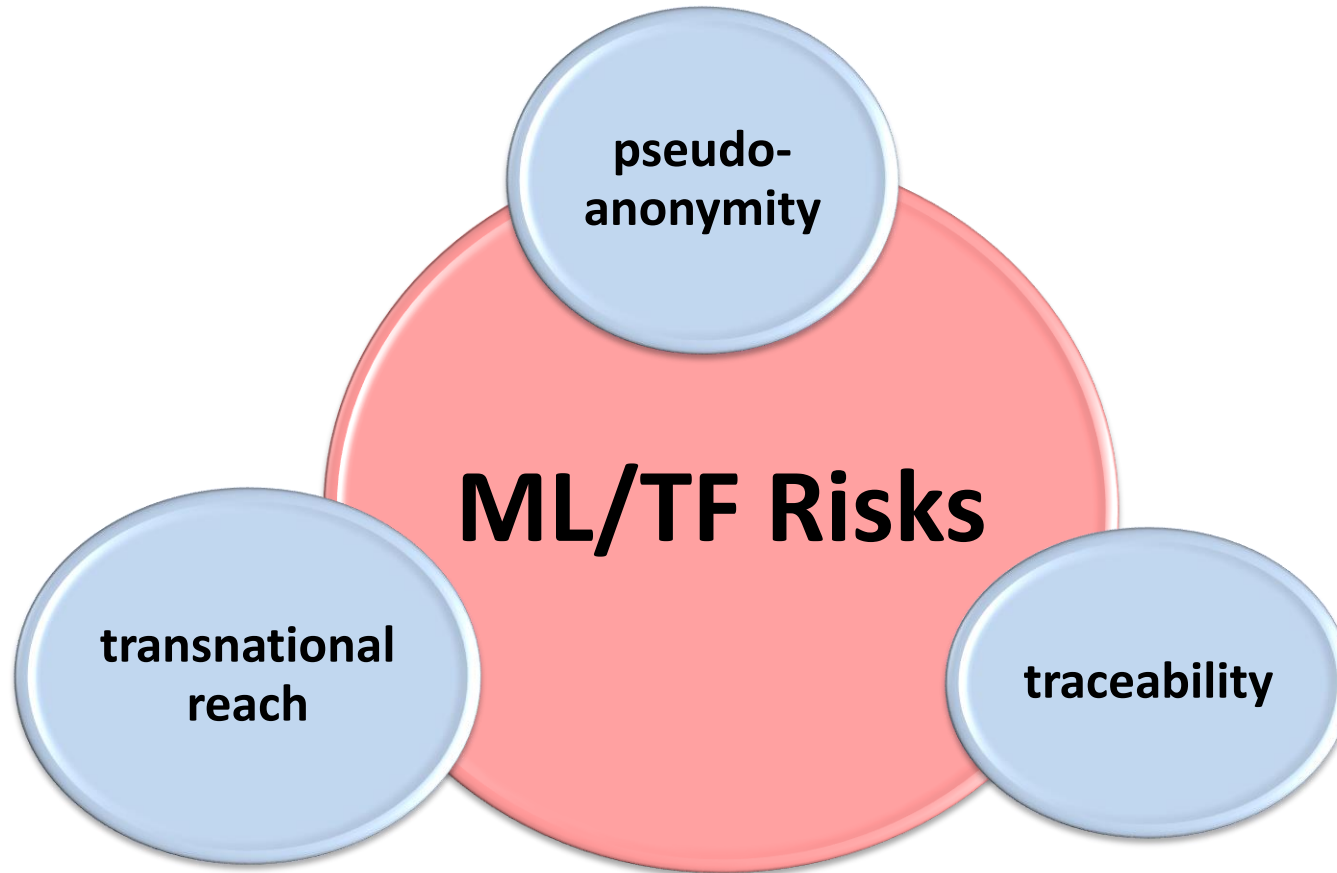 pseudo-
anonymity
ML/TF Risks
transnational
reach
traceability